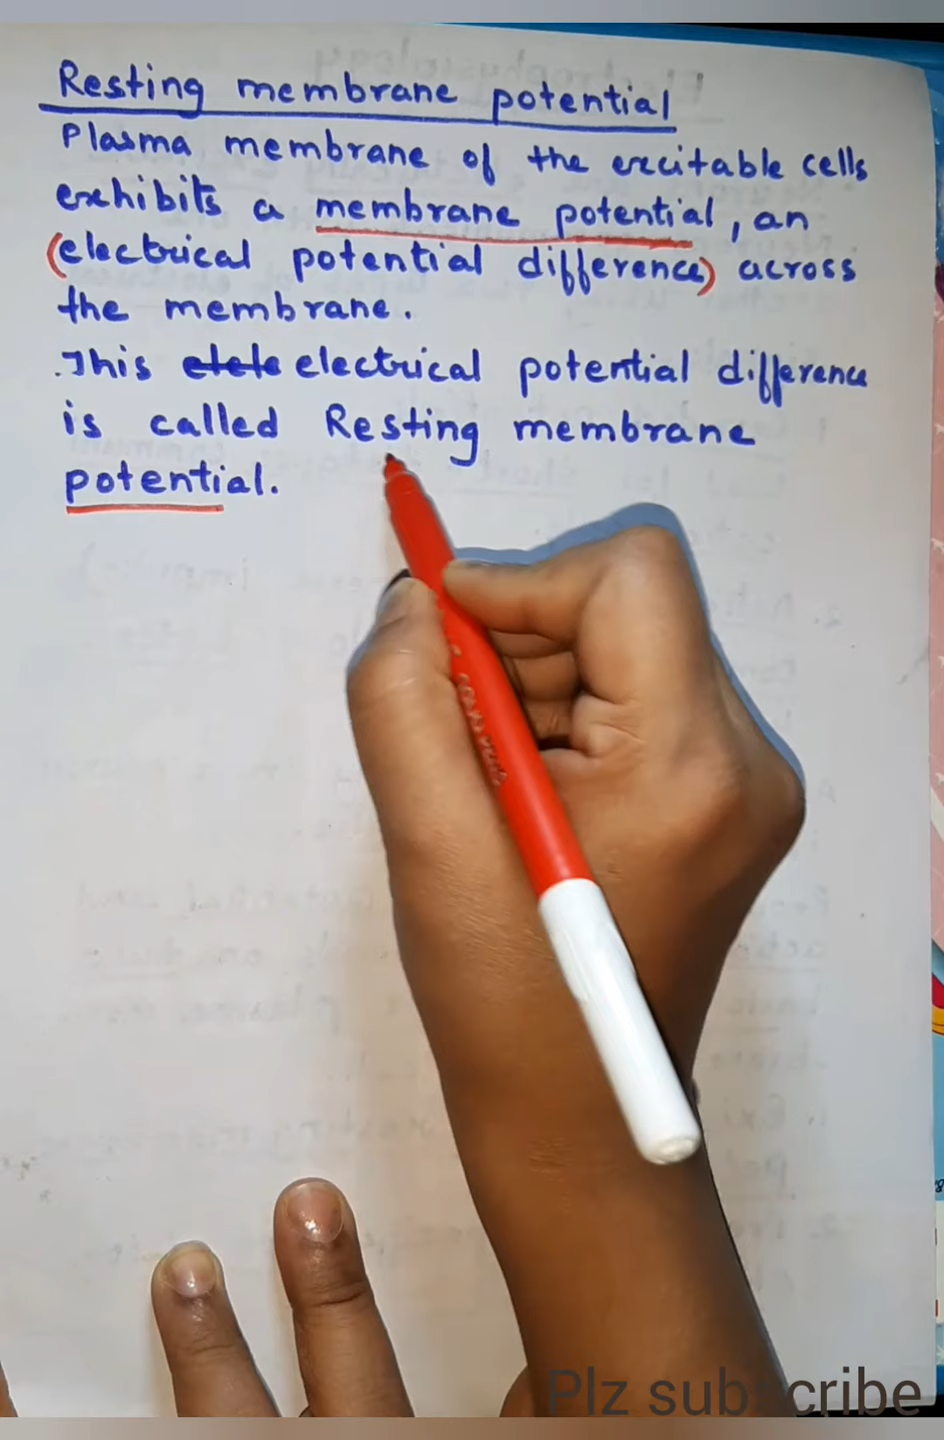 Resting membrane potential
Plasma membrane of the excitable cells
exhibits a membrane potential, an
(electrical potential difference) across
the membrane.
.This elele electrical potential difference
is called Resting membrane
potential.
Plz subscribe